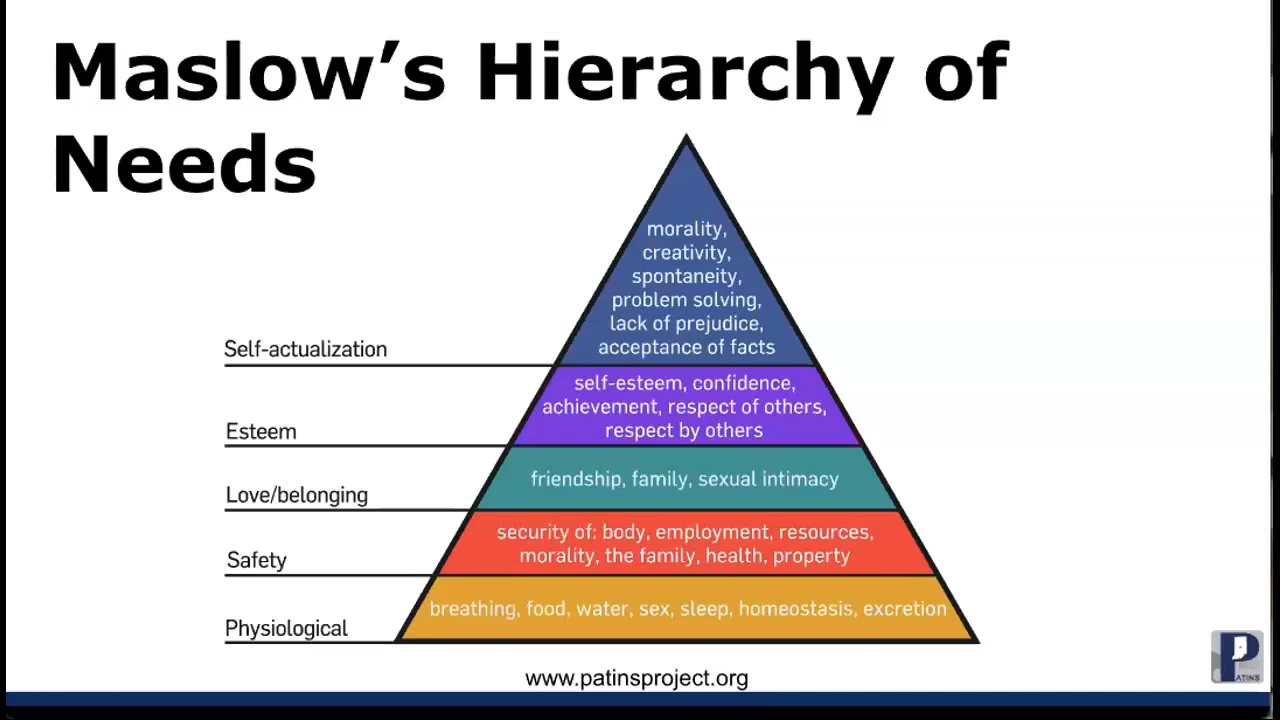 Maslow’s Hierarchy of
Needs
morality,
creativity,
spontaneity,
problem solving,
lack of prejudice,
acceptance of facts
Self-actualization
self-esteem, confidence,
achievement, respect of others,
respect by others
Esteem
friendship, family, sexual intimacy
Love/belonging
security of: body, employment, resources,
morality, the family, health, property
Safety
breathing, food, water, sex, sleep, homeostasis, excretion
Physiological
www.patinsproject.org
PATINS